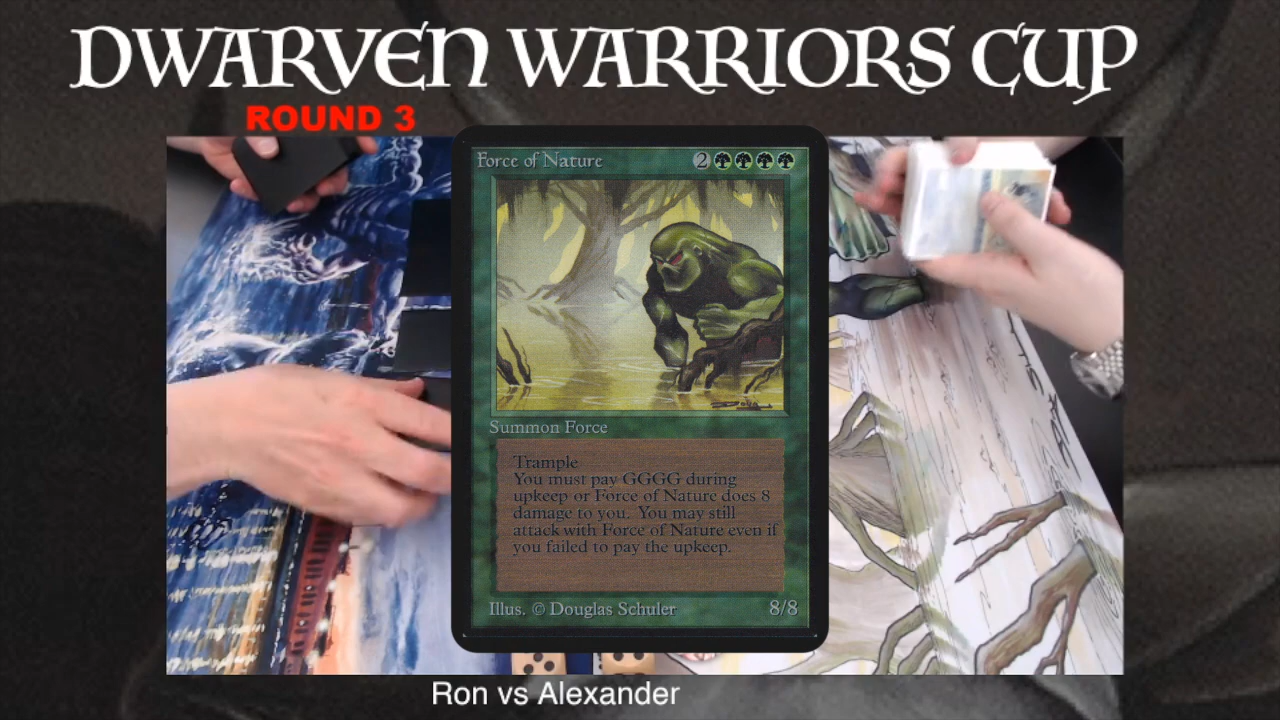 DWARVEN WARRIORS CUP
ROUND 3
Force of Nature 2
Summon Force
Trample
You must pay GGGG during
upkeep or Force of Nature does 8
damage to you. You may still
attack with Force of Nature even if
you failed to pay the upkeep.
Illus. © Douglas Schuler 8/8
Ron vs Alexander